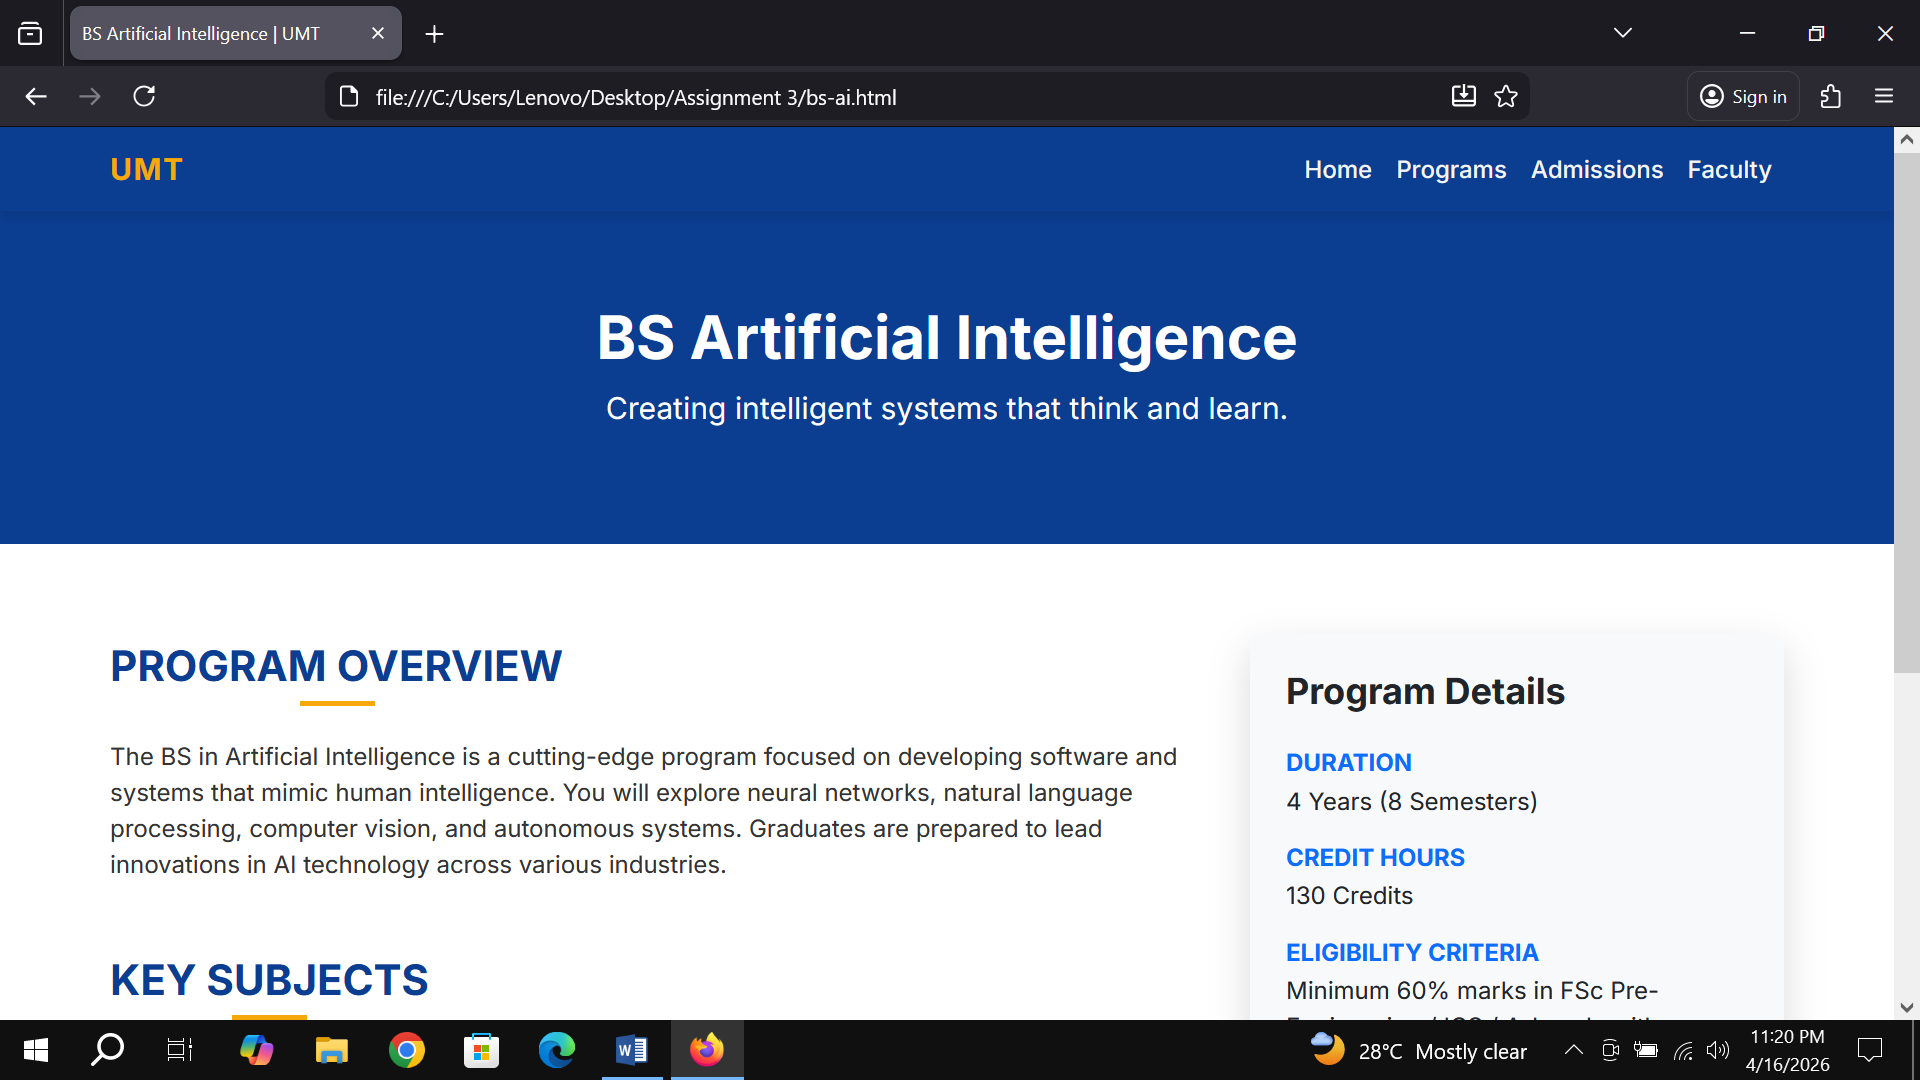 BS Artificial Intelligence | UMT
file:///C:/Users/Lenovo/Desktop/Assignment 3/bs-ai.html
Sign in
UMT
Home Programs Admissions Faculty
BS Artificial Intelligence
Creating intelligent systems that think and learn.
PROGRAM OVERVIEW
The BS in Artificial Intelligence is a cutting-edge program focused on developing software and
systems that mimic human intelligence. You will explore neural networks, natural language
processing, computer vision, and autonomous systems. Graduates are prepared to lead
innovations in AI technology across various industries.
KEY SUBJECTS
Program Details
DURATION
4 Years (8 Semesters)
CREDIT HOURS
130 Credits
ELIGIBILITY CRITERIA
Minimum 60% marks in FSc Pre-
28°C Mostly clear
11:20 PM
4/16/2026